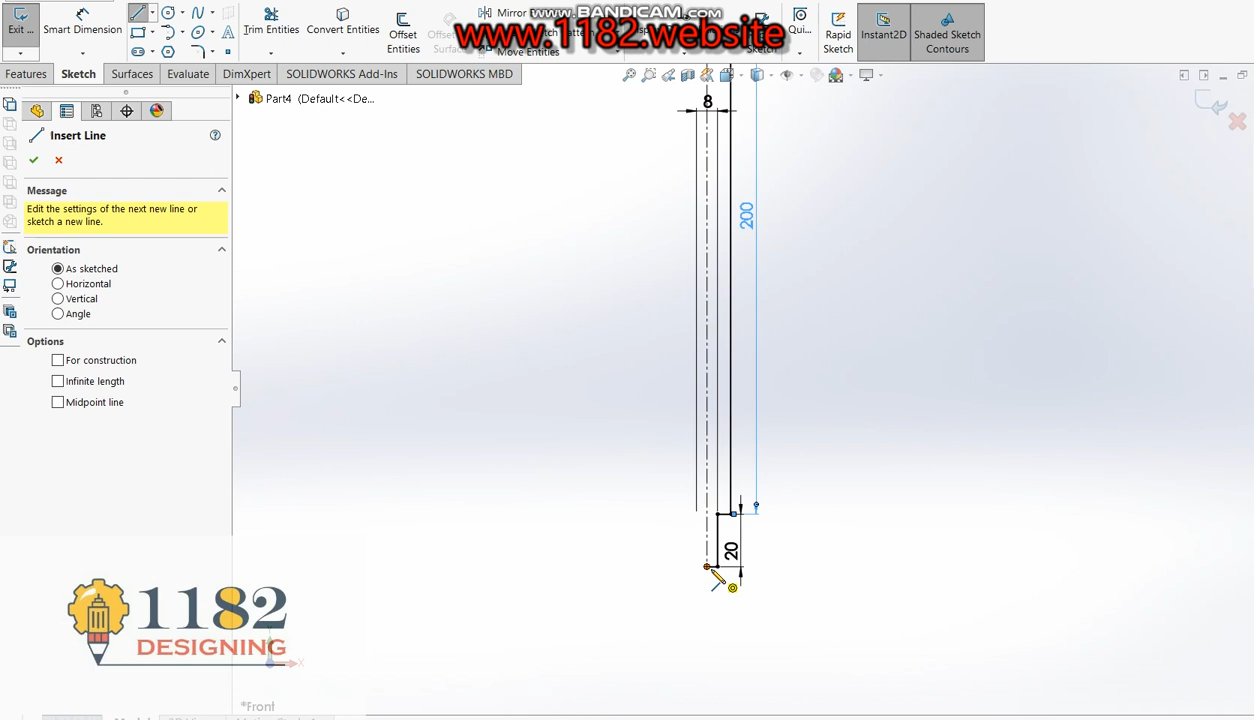 www.BANDICAM.com
www.1182.website
Exit ...
Smart Dimension
Trim Entities
Convert Entities
Offset
Entities
Mirror
Move Entities
Sketch
Qui...
Rapid
Sketch
Instant2D
Shaded Sketch
Contours
Features
Sketch
Surfaces
Evaluate
DimXpert
SOLIDWORKS Add-Ins
SOLIDWORKS MBD
Part4 (Default<<De...
8
Insert Line
Message
Edit the settings of the next new line or
sketch a new line.
200
Orientation
As sketched
Horizontal
Vertical
Angle
Options
For construction
Infinite length
Midpoint line
20
1182
DESIGNING
X
*Front